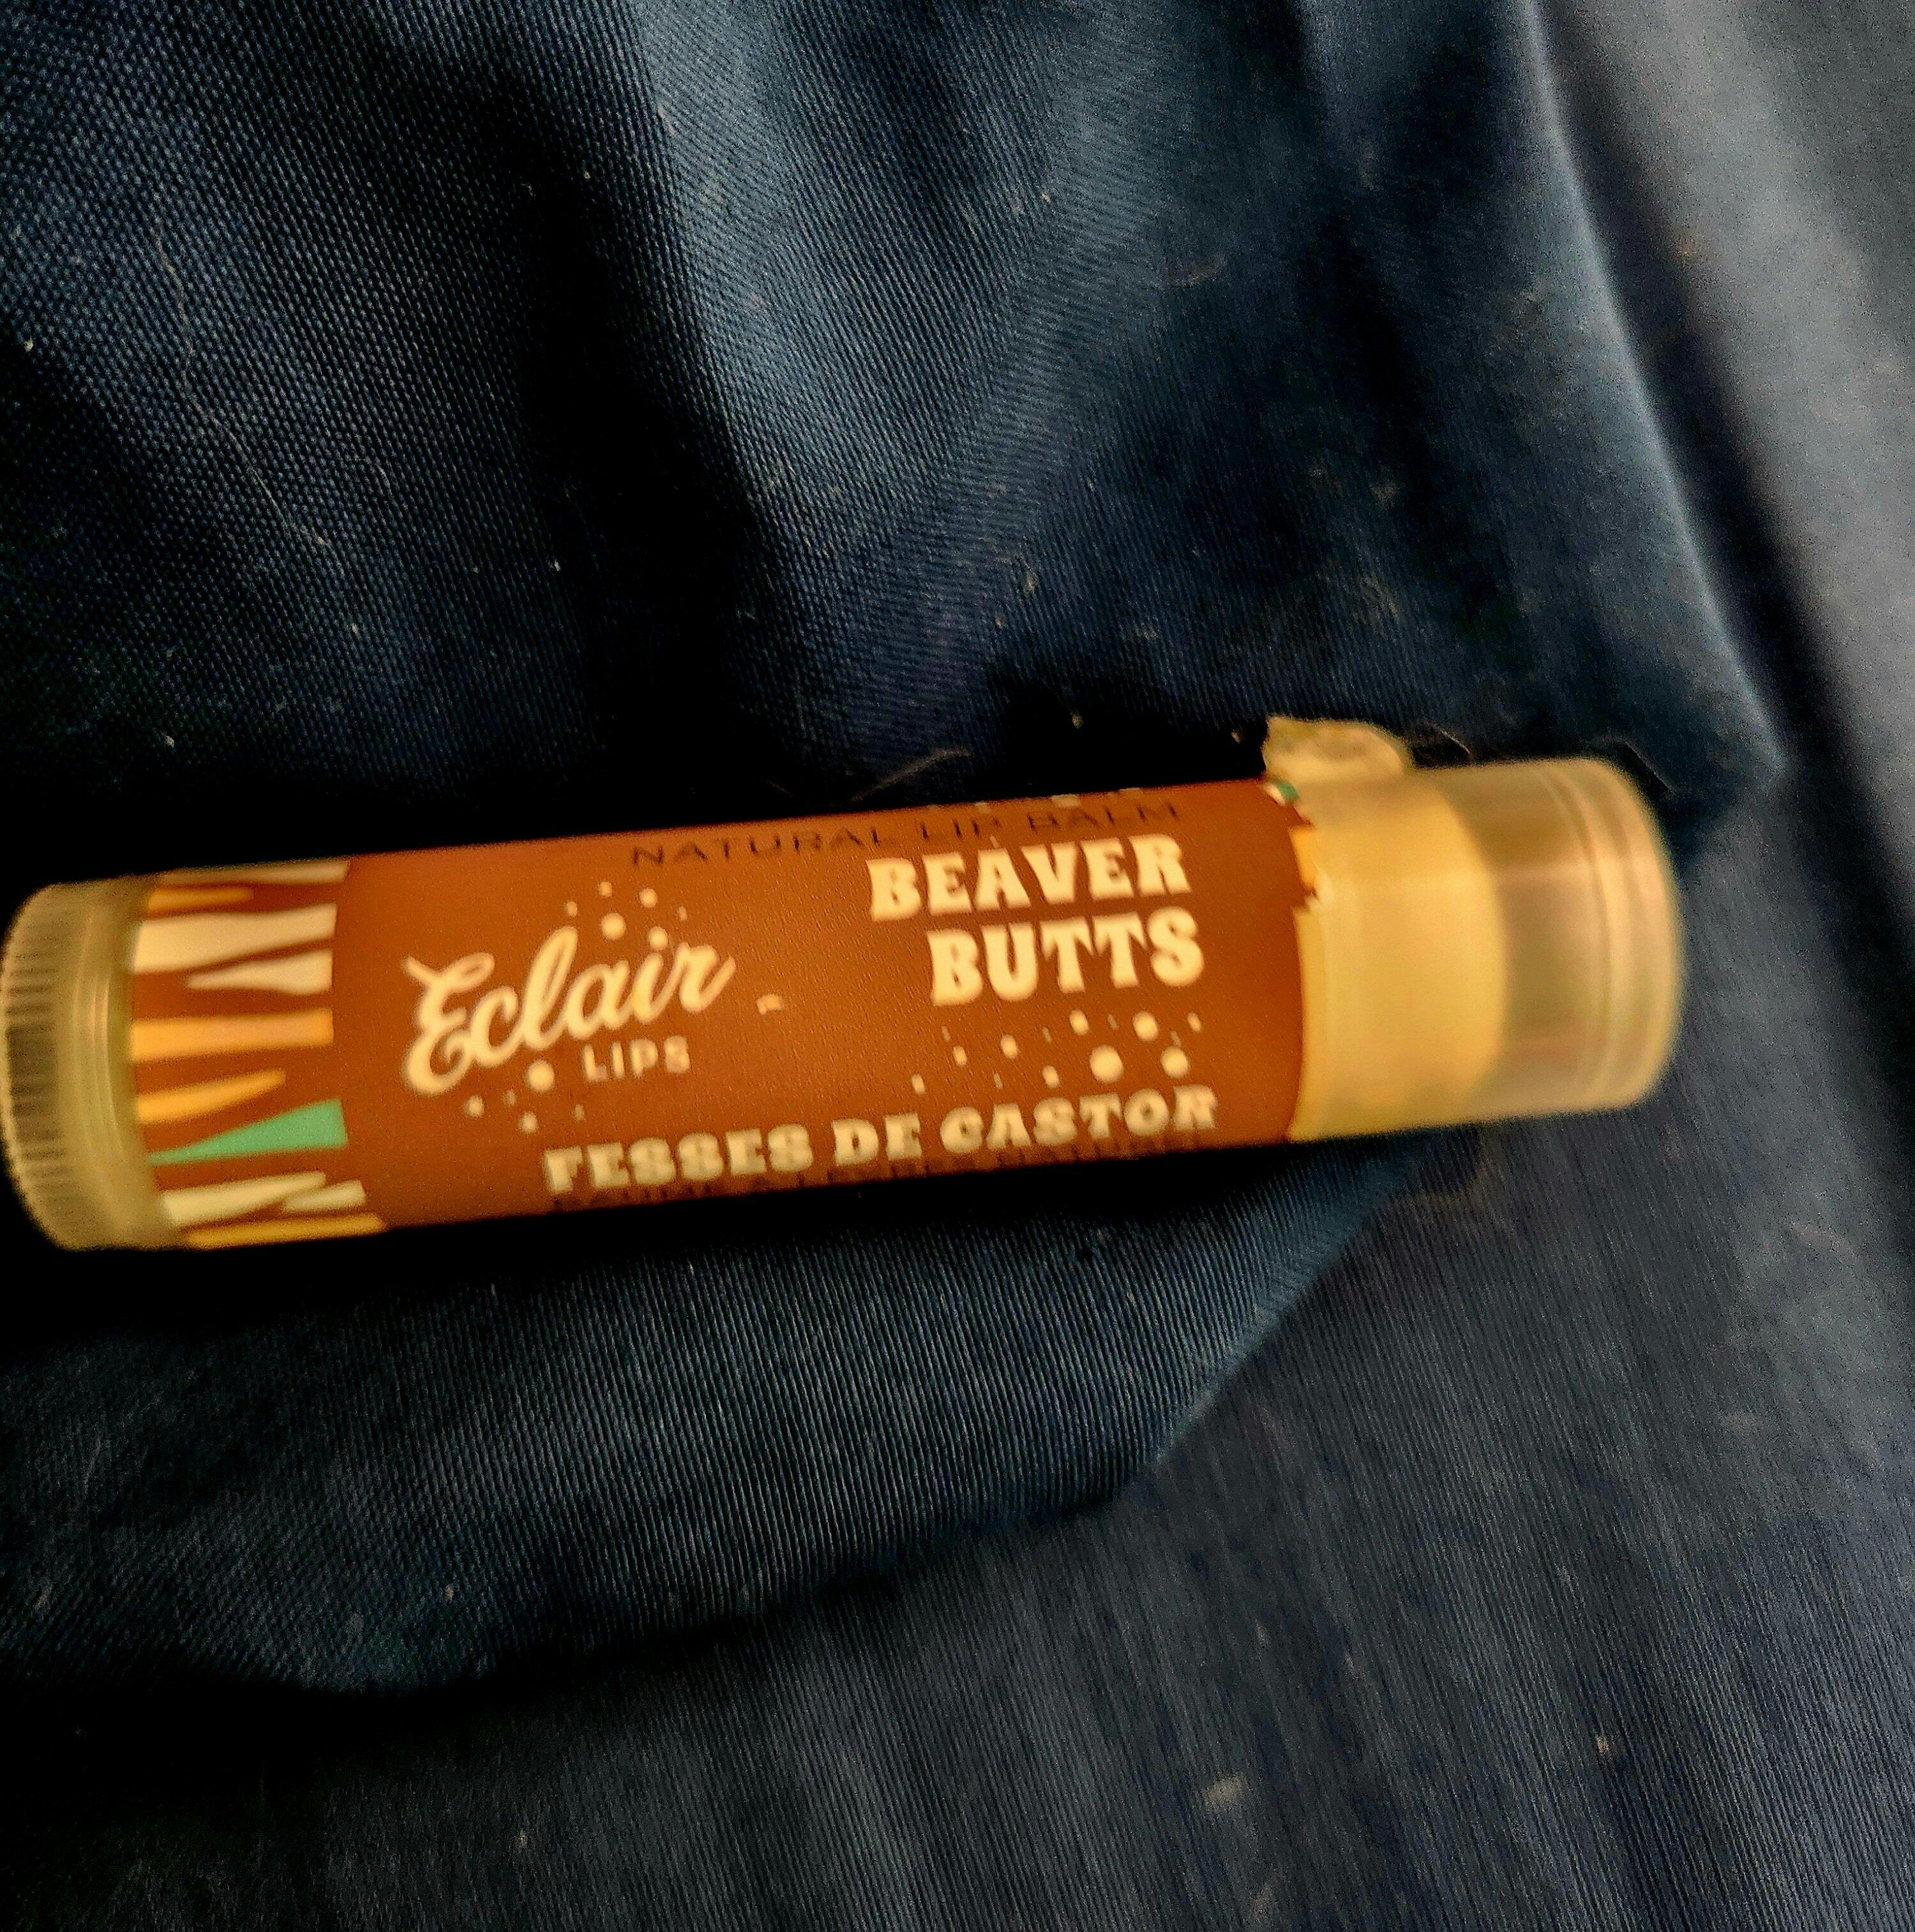 NATURAL LIP BALM
Eclair
LIPS
BEAVER
BUTTS
FESSES DE CASTOR